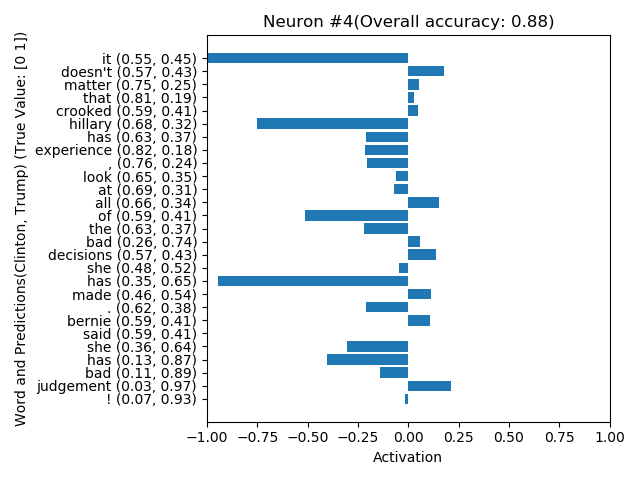 Neuron #4(Overall accuracy: 0.88)
Word and Predictions(Clinton, Trump) (True Value: [0 1])
it (0.55, 0.45)
doesn't (0.57, 0.43)
matter (0.75, 0.25)
that (0.81, 0.19)
crooked (0.59, 0.41)
hillary (0.68, 0.32)
has (0.63, 0.37)
experience (0.82, 0.18)
, (0.76, 0.24)
look (0.65, 0.35)
at (0.69, 0.31)
all (0.66, 0.34)
of (0.59, 0.41)
the (0.63, 0.37)
bad (0.26, 0.74)
decisions (0.57, 0.43)
she (0.48, 0.52)
has (0.35, 0.65)
made (0.46, 0.54)
. (0.62, 0.38)
bernie (0.59, 0.41)
said (0.59, 0.41)
she (0.36, 0.64)
has (0.13, 0.87)
bad (0.11, 0.89)
judgement (0.03, 0.97)
! (0.07, 0.93)
−1.00 −0.75 −0.50 −0.25 0.00 0.25 0.50 0.75 1.00
Activation